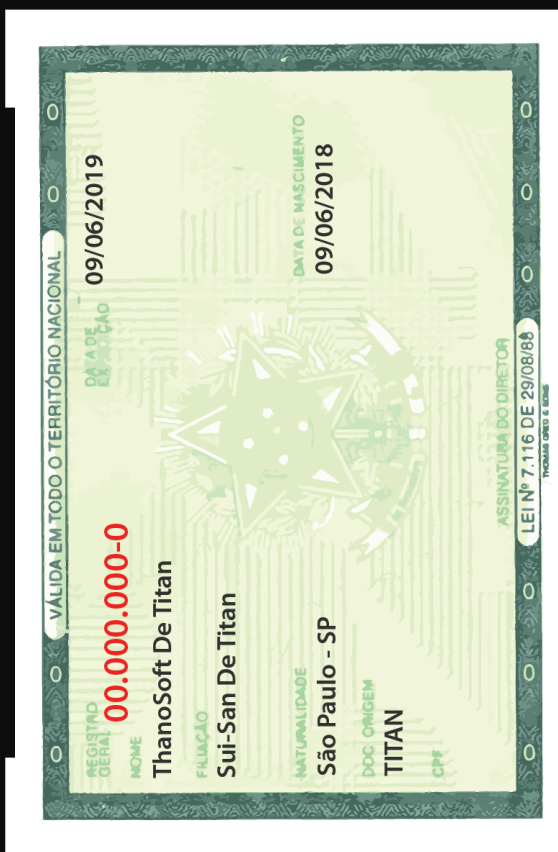 VÁLIDA EM TODO O TERRITÓRIO NACIONAL
REGISTRO
GERAL
00.000.000-0
DATA DE
EXPEDIÇÃO
09/06/2019
NOME
ThanoSoft De Titan
FILIAÇÃO
Sui-San De Titan
NATURALIDADE
São Paulo - SP
DATA DE NASCIMENTO
09/06/2018
DOC ORIGEM
TITAN
CPF
ASSINATURA DO DIRETOR
LEI Nº 7.116 DE 29/08/83